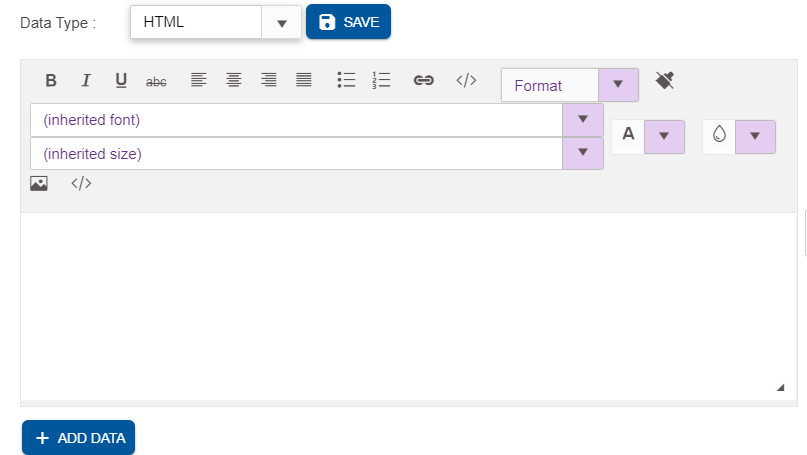 Data Type : HTML SAVE
B I U abc </> Format
(inherited font)
A
(inherited size)
</>
+ ADD DATA